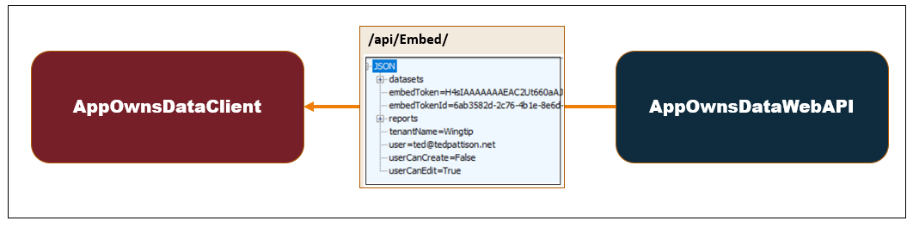 /api/Embed/
JSON
datasets
embedToken=H4sIAAAAAAAEAC2Ut660aAJ
embedTokenId=6ab3582d-2c76-4b1e-8e6d-
reports
tenantName=Wingtip
user=ted@tedpattison.net
userCanCreate=False
userCanEdit=True
AppOwnsDataClient
AppOwnsDataWebAPI